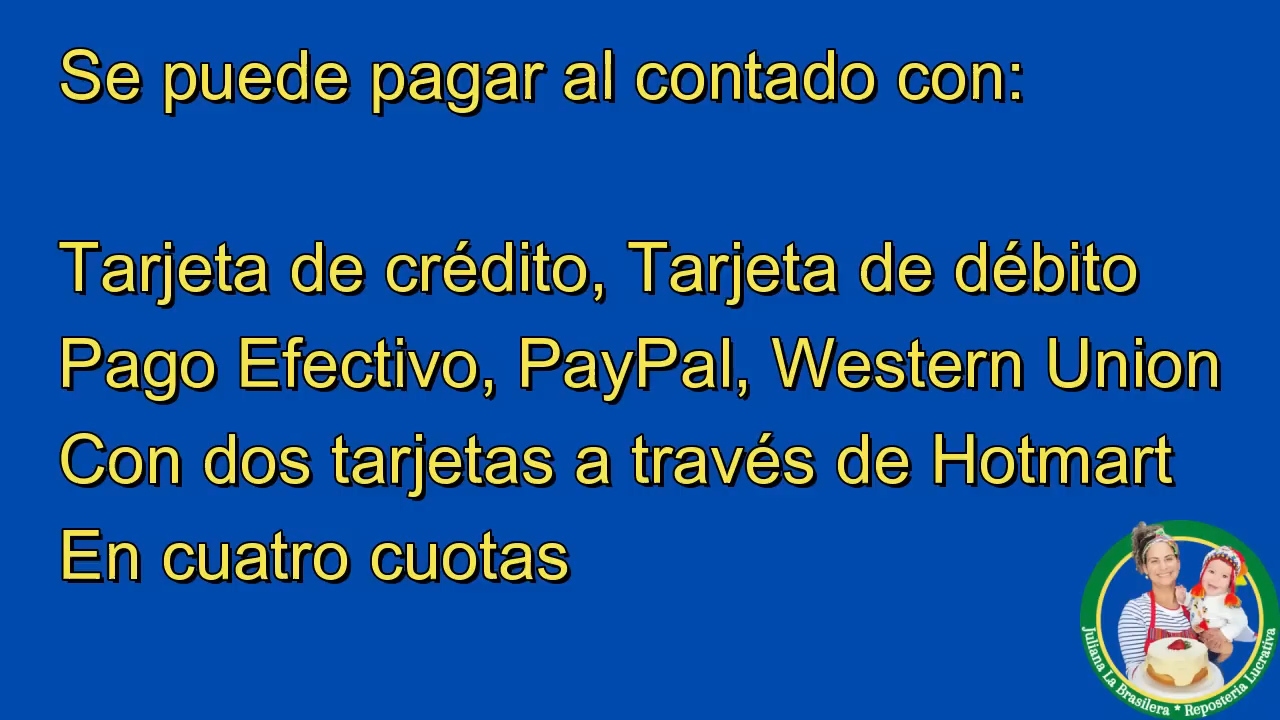 Se puede pagar al contado con:
Tarjeta de crédito, Tarjeta de débito
Pago Efectivo, PayPal, Western Union
Con dos tarjetas a través de Hotmart
En cuatro cuotas
Juliana La Brasilera * Reposteria Lucrativa